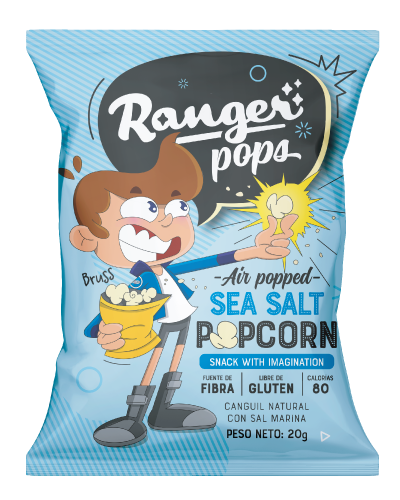 Ranger
pops
Bruss
-Air popped-
SEA SALT
POPCORN
SNACK WITH IMAGINATION
FUENTE DE
FIBRA
LIBRE DE
GLUTEN
CALORÍAS
80
CANGUIL NATURAL
CON SAL MARINA
PESO NETO: 20g